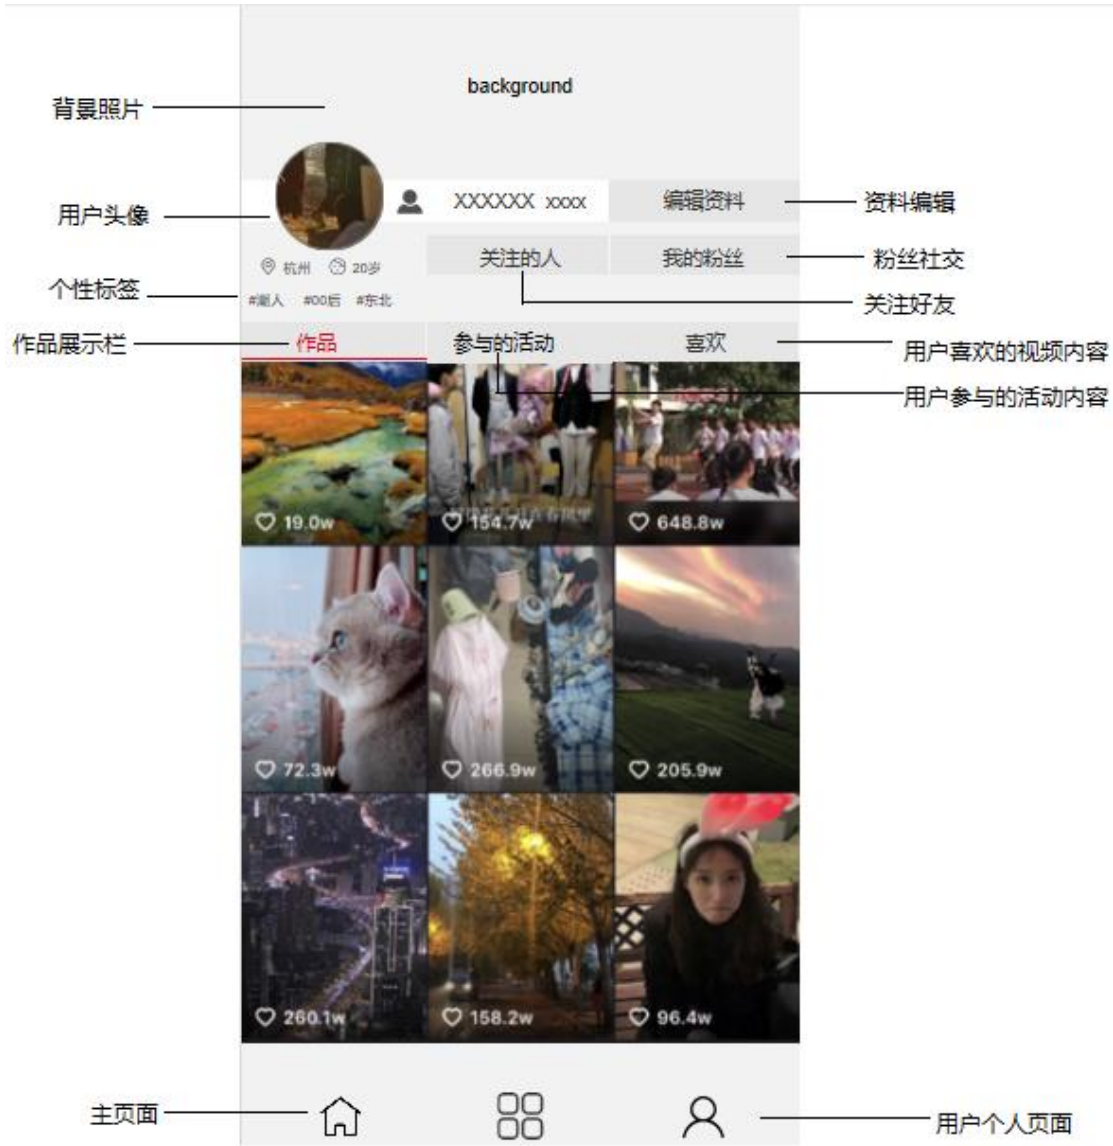 background
背景照片
用户头像
XXXXXX xxxx
编辑资料
资料编辑
关注的人
我的粉丝
粉丝社交
杭州
20岁
个性标签
#潮人 #00后 #东北
关注好友
作品展示栏
作品
参与的活动
喜欢
用户喜欢的视频内容
用户参与的活动内容
19.0w
154.7w
648.8w
72.3w
266.9w
205.9w
260.1w
158.2w
96.4w
主页面
用户个人页面